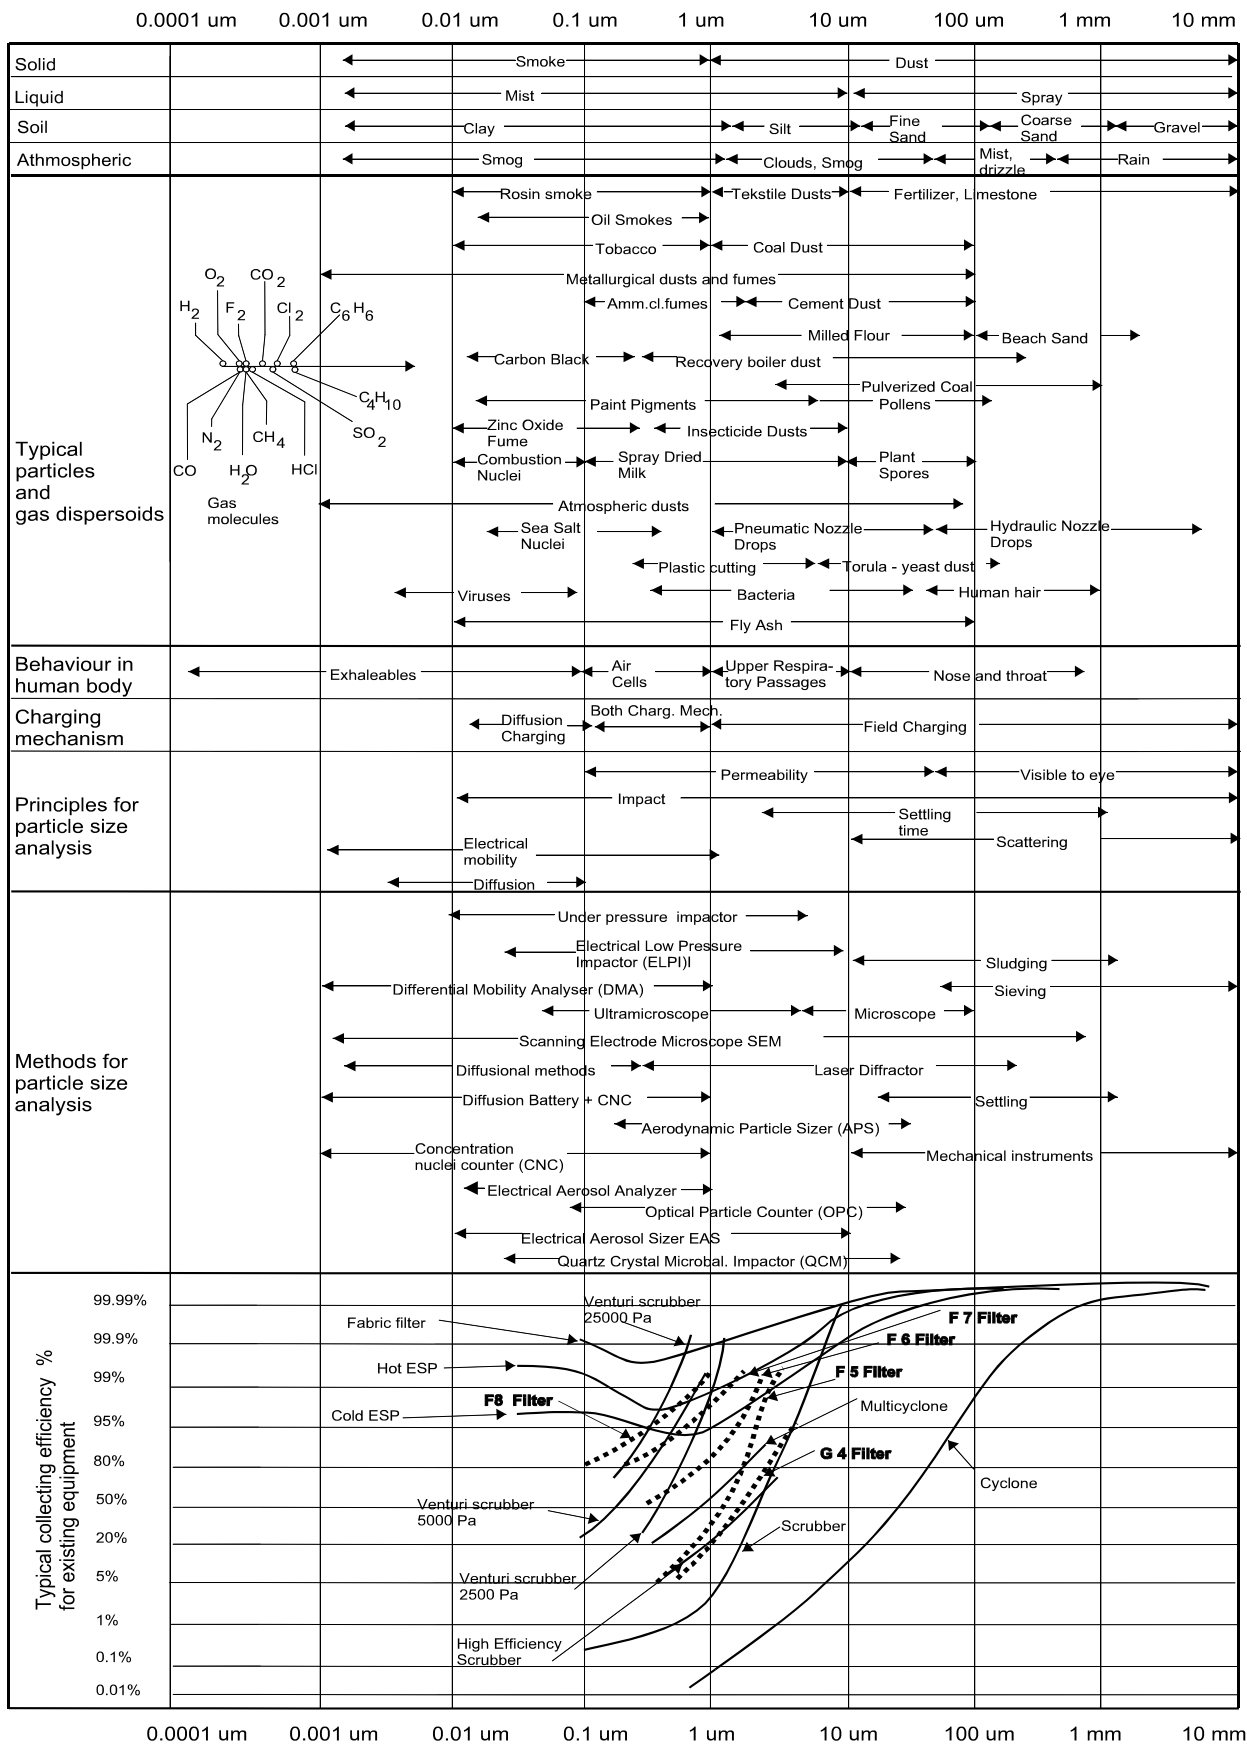 0.0001 um 0.001 um 0.01 um 0.1 um 1 um 10 um 100 um 1 mm 10 mm
Solid Smoke Dust
Liquid Mist Spray
Soil Clay Silt Fine Sand Coarse Sand Gravel
Athmospheric Smog Clouds, Smog Mist, drizzle Rain
Typical
particles
and
gas dispersoids
Rosin smoke Tekstile Dusts Fertilizer, Limestone
Oil Smokes
Tobacco Coal Dust
Metallurgical dusts and fumes
Amm.cl.fumes Cement Dust
Milled Flour Beach Sand
Carbon Black Recovery boiler dust
Pulverized Coal
Paint Pigments Pollens
Zinc Oxide
Fume
Insecticide Dusts
Combustion
Nuclei
Spray Dried
Milk
Plant
Spores
Atmospheric dusts
Sea Salt
Nuclei
Pneumatic Nozzle
Drops
Hydraulic Nozzle
Drops
Plastic cutting Torula - yeast dust
Viruses Bacteria Human hair
Fly Ash
O2 CO2
H2 F2 Cl2 C6H6
C4H10
N2 CH4 SO2
CO H2O HCl
Gas
molecules
Behaviour in
human body
Exhaleables
Air
Cells
Upper Respira-
tory Passages
Nose and throat
Charging
mechanism
Diffusion
Charging
Both Charg. Mech.
Field Charging
Principles for
particle size
analysis
Permeability Visible to eye
Impact
Settling
time
Scattering
Electrical
mobility
Diffusion
Methods for
particle size
analysis
Under pressure impactor
Electrical Low Pressure
Impactor (ELPI)I
Sludging
Differential Mobility Analyser (DMA) Sieving
Ultramicroscope Microscope
Scanning Electrode Microscope SEM
Diffusional methods Laser Diffractor
Diffusion Battery + CNC Settling
Aerodynamic Particle Sizer (APS)
Concentration
nuclei counter (CNC)
Mechanical instruments
Electrical Aerosol Analyzer
Optical Particle Counter (OPC)
Electrical Aerosol Sizer EAS
Quartz Crystal Microbal. Impactor (QCM)
Typical collecting efficiency %
for existing equipment
99.99%
99.9%
99%
95%
80%
50%
20%
5%
1%
0.1%
0.01%
Venturi scrubber
25000 Pa
Fabric filter
F 7 Filter
F 6 Filter
Hot ESP
F 5 Filter
F8 Filter
Cold ESP
Multicyclone
G 4 Filter
Cyclone
Venturi scrubber
5000 Pa
Scrubber
Venturi scrubber
2500 Pa
High Efficiency
Scrubber
0.0001 um 0.001 um 0.01 um 0.1 um 1 um 10 um 100 um 1 mm 10 mm